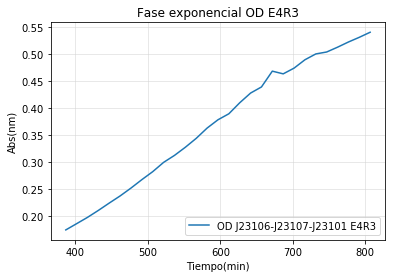 Fase exponencial OD E4R3
Abs(nm)
0.55
0.50
0.45
0.40
0.35
0.30
0.25
0.20
OD J23106-J23107-J23101 E4R3
400 500 600 700 800
Tiempo(min)